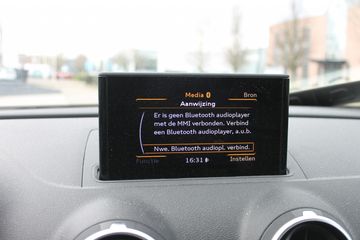 Media Bron
Aanwijzing
Er is geen Bluetooth audioplayer
met de MMI verbonden. Verbind
een Bluetooth audioplayer, a.u.b.
Nwe. Bluetooth audiopl. verbind.
Functie 16:31 Instellen